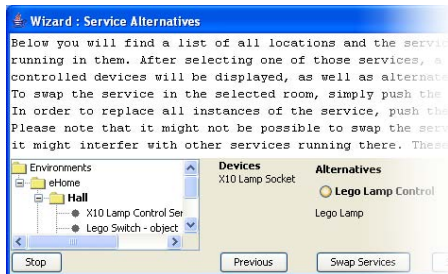 Wizard : Service Alternatives
Below you will find a list of all locations and the servic
running in them. After selecting one of those services, a
controlled devices will be displayed, as well as alternate
To swap the service in the selected room, simply push the
In order to replace all instances of the service, push the
Please note that it might not be possible to swap the serv
it might interfer with other services running there. These
Environments
eHome
Hall
X10 Lamp Control Ser
Lego Switch - object
Devices
X10 Lamp Socket
Alternatives
Lego Lamp Control
Lego Lamp
Stop
Previous
Swap Services